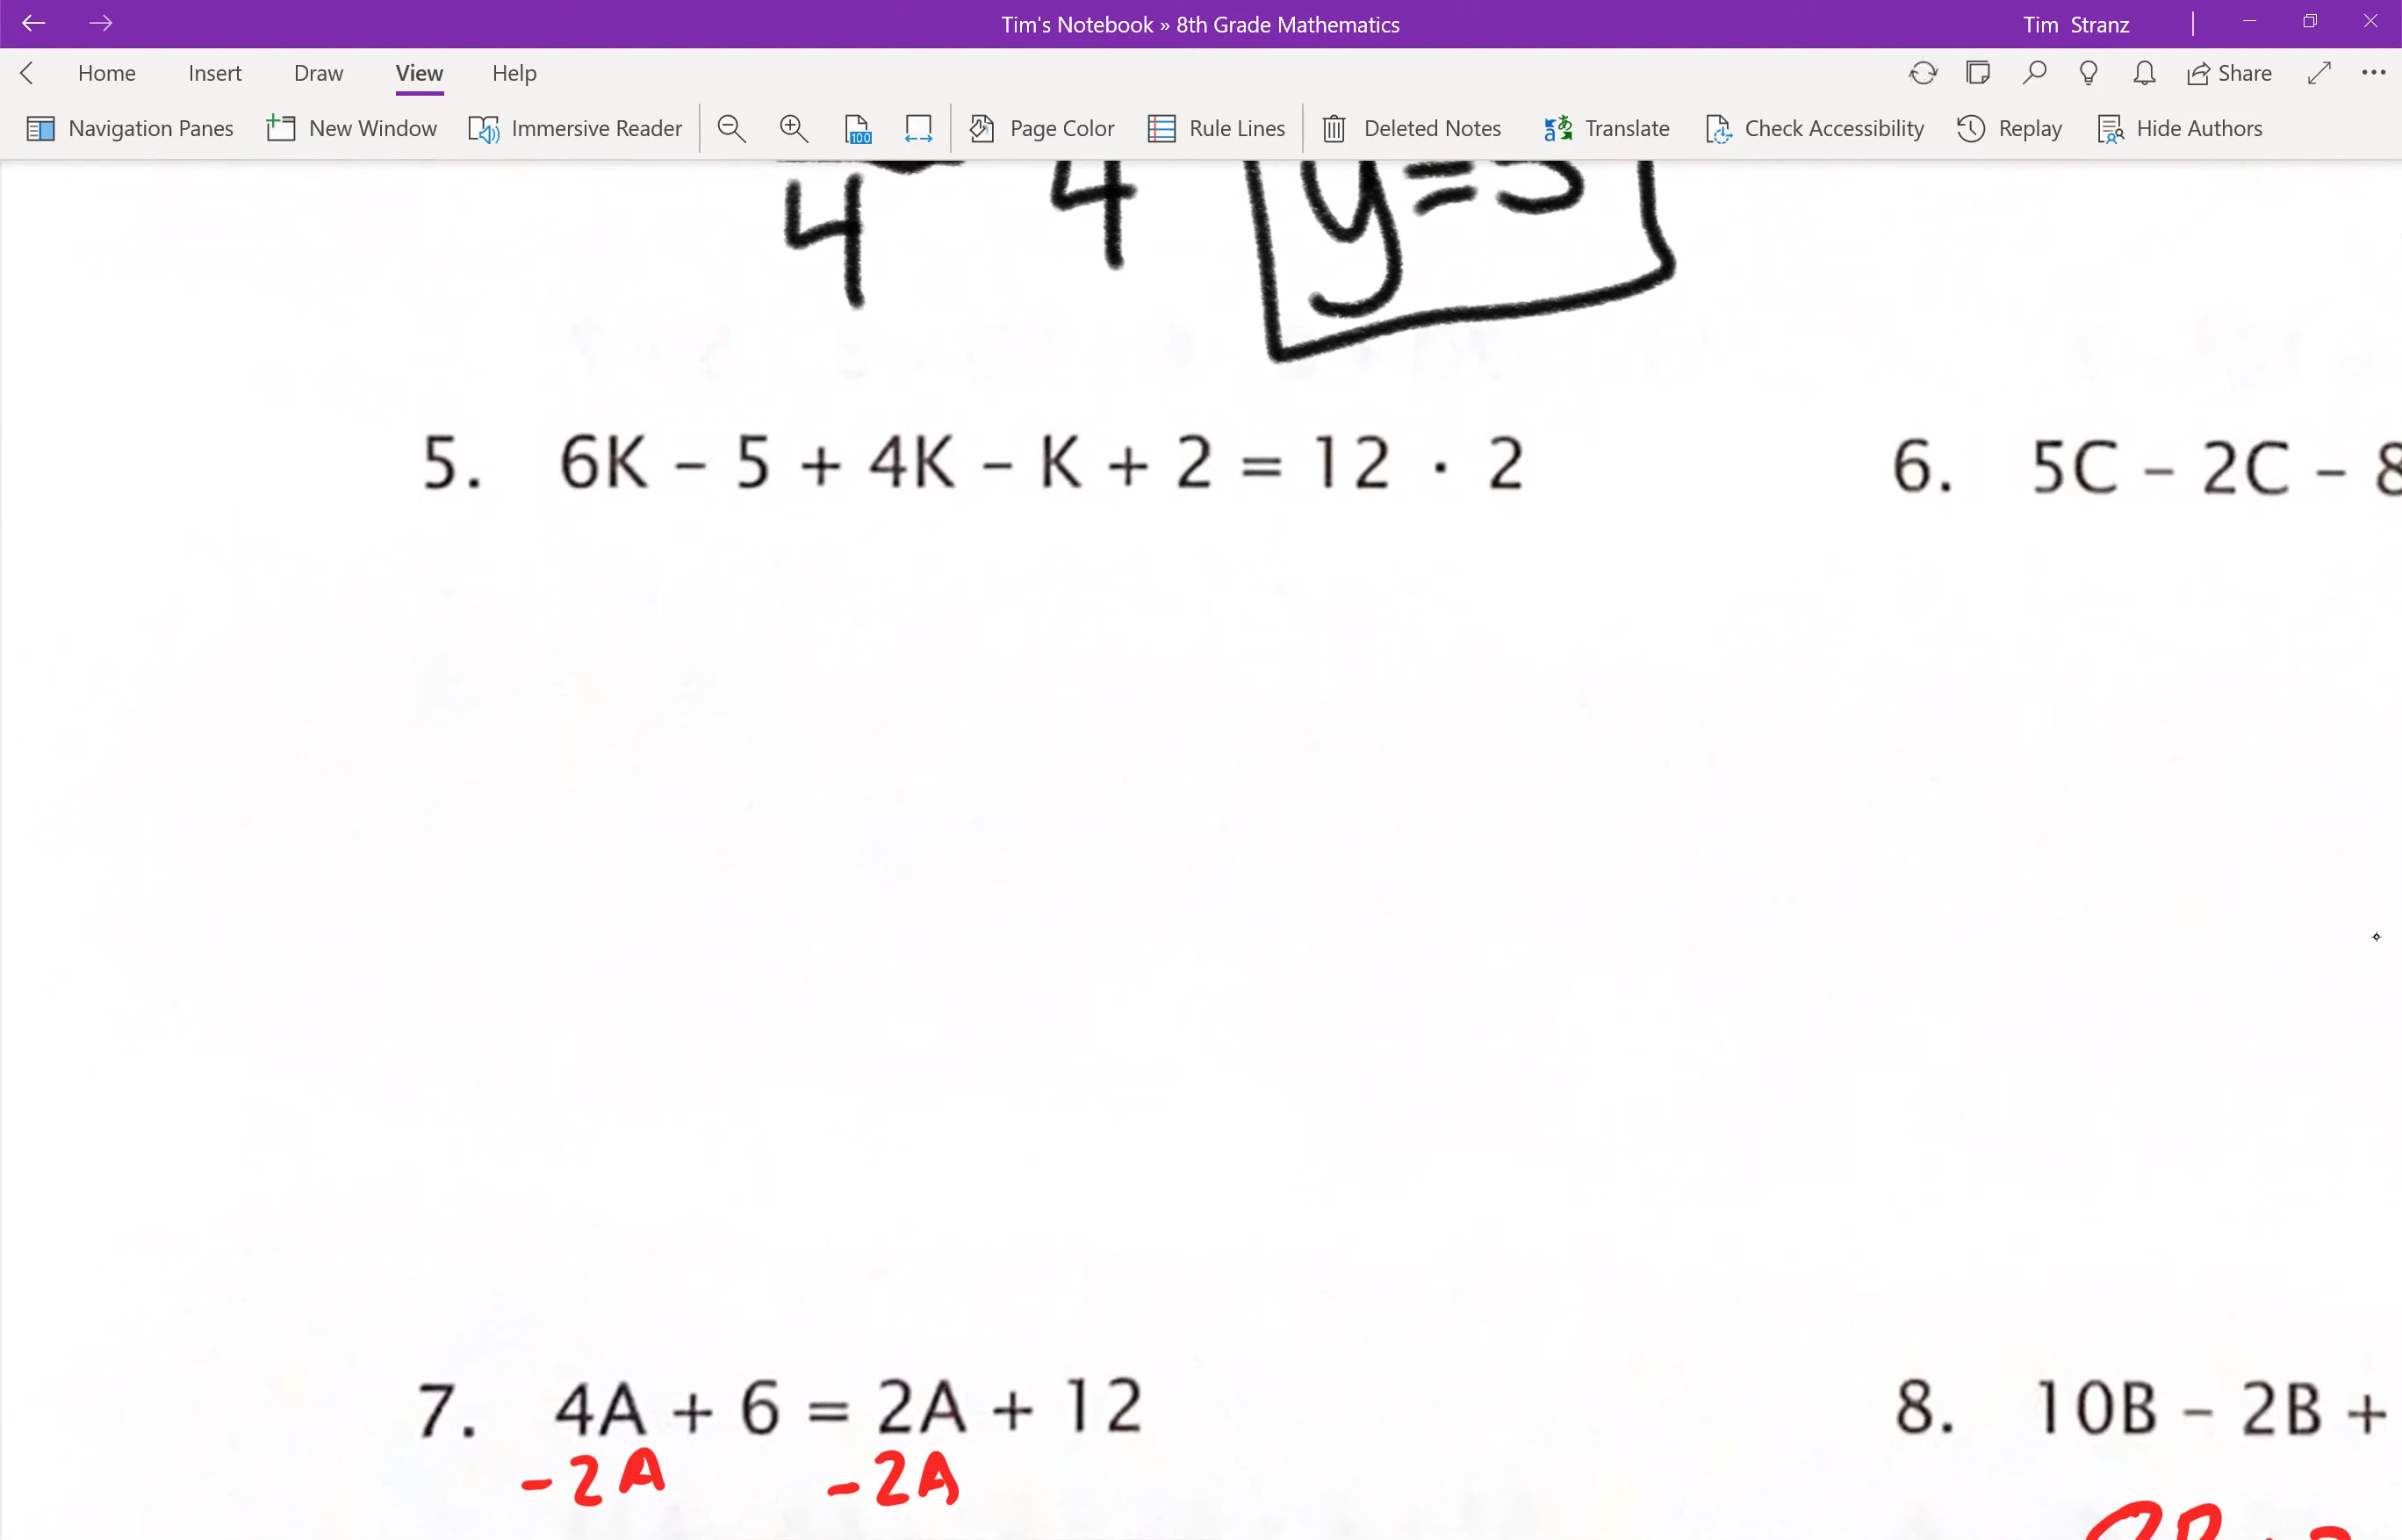 Tim's Notebook » 8th Grade Mathematics
Tim Stranz
Home Insert Draw View Help
Share
Navigation Panes New Window Immersive Reader 100 Page Color Rule Lines Deleted Notes Translate Check Accessibility Replay Hide Authors
4 4 y=3
5. 6K – 5 + 4K – K + 2 = 12 · 2
6. 5C – 2C – 8
7. 4A + 6 = 2A + 12
8. 10B – 2B +
-2A -2A